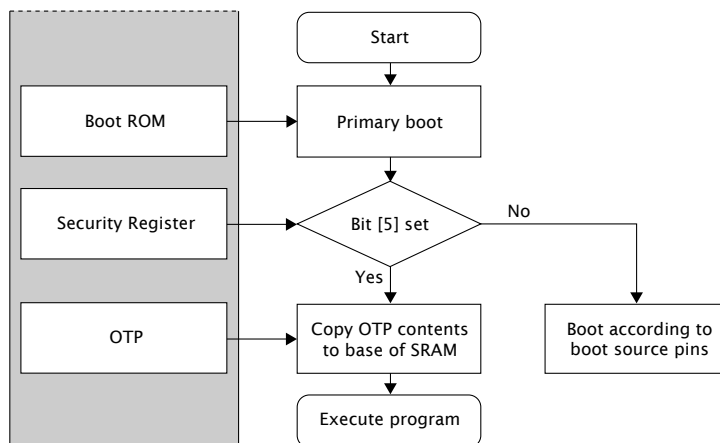 Start
Boot ROM
Primary boot
Security Register
Bit [5] set
No
Yes
OTP
Copy OTP contents
to base of SRAM
Boot according to
boot source pins
Execute program